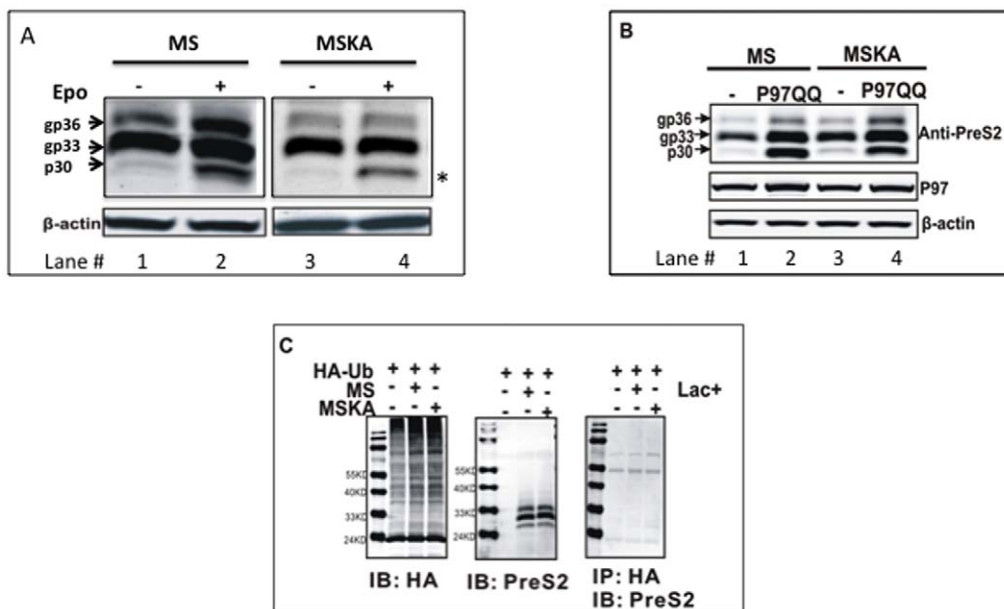 A
MS MSKA
Epo - + - +
gp36
gp33
p30
*
β-actin
Lane # 1 2 3 4
B
MS MSKA
- P97QQ - P97QQ
gp36
gp33
p30
Anti-PreS2
P97
β-actin
Lane # 1 2 3 4
C
HA-Ub + + + + + + + + +
MS - + - - + - - + - Lac+
MSKA - - + - - + - - +
55KD 55KD
40KD 40KD
33KD 33KD
24KD 24KD
IB: HA IB: PreS2 IP: HA
IB: PreS2